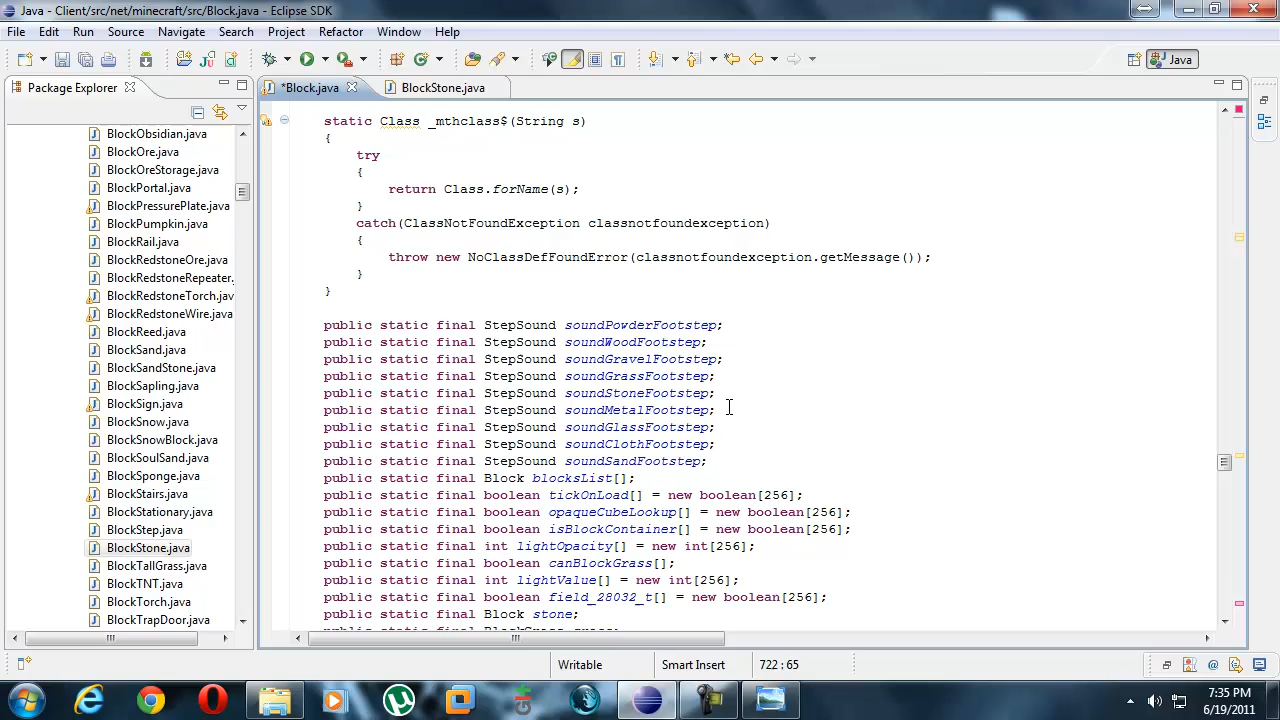 Java - Client/src/net/minecraft/src/Block.java - Eclipse SDK
File Edit Run Source Navigate Search Project Refactor Window Help
Java
Package Explorer
*Block.java
BlockStone.java
BlockObsidian.java
BlockOre.java
BlockOreStorage.java
BlockPortal.java
BlockPressurePlate.java
BlockPumpkin.java
BlockRail.java
BlockRedstoneOre.java
BlockRedstoneRepeater.
BlockRedstoneTorch.jav
BlockRedstoneWire.java
BlockReed.java
BlockSand.java
BlockSandStone.java
BlockSapling.java
BlockSign.java
BlockSnow.java
BlockSnowBlock.java
BlockSoulSand.java
BlockSponge.java
BlockStairs.java
BlockStationary.java
BlockStep.java
BlockStone.java
BlockTallGrass.java
BlockTNT.java
BlockTorch.java
BlockTrapDoor.java
static Class _mthclass$(String s)
{
try
{
return Class.forName(s);
}
catch(ClassNotFoundException classnotfoundexception)
{
throw new NoClassDefFoundError(classnotfoundexception.getMessage());
}
}
public static final StepSound soundPowderFootstep;
public static final StepSound soundWoodFootstep;
public static final StepSound soundGravelFootstep;
public static final StepSound soundGrassFootstep;
public static final StepSound soundStoneFootstep;
public static final StepSound soundMetalFootstep;
public static final StepSound soundGlassFootstep;
public static final StepSound soundClothFootstep;
public static final StepSound soundSandFootstep;
public static final Block blocksList[];
public static final boolean tickOnLoad[] = new boolean[256];
public static final boolean opaqueCubeLookup[] = new boolean[256];
public static final boolean isBlockContainer[] = new boolean[256];
public static final int lightOpacity[] = new int[256];
public static final boolean canBlockGrass[];
public static final int lightValue[] = new int[256];
public static final boolean field_28032_t[] = new boolean[256];
public static final Block stone;
public static final BlockGrass grass;
Writable
Smart Insert
722 : 65
7:35 PM
6/19/2011